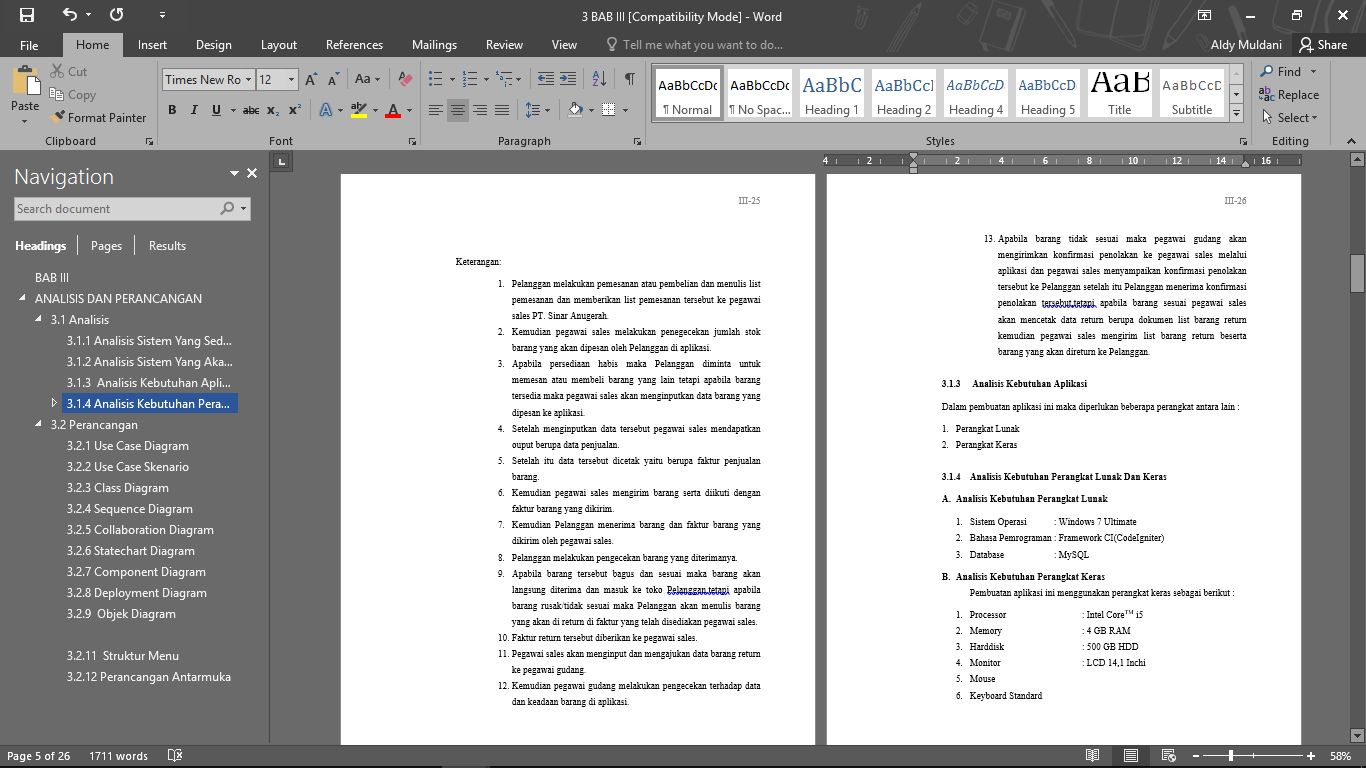 3 BAB III [Compatibility Mode] - Word
File Home Insert Design Layout References Mailings Review View Tell me what you want to do... Aldy Muldani Share
Paste
Cut
Copy
Format Painter
Times New Ro 12
Aa
B I U abc x₂ x² A ab A
AaBbCcDc AaBbCcDc AaBbC AaBbCcI AaBbCcD AaBbCcD AaB AaBbCcD
¶ Normal ¶ No Spac... Heading 1 Heading 2 Heading 4 Heading 5 Title Subtitle
Find
Replace
Select
Clipboard Font Paragraph Styles Editing
Navigation
Search document
Headings Pages Results
BAB III
ANALISIS DAN PERANCANGAN
3.1 Analisis
3.1.1 Analisis Sistem Yang Sed...
3.1.2 Analisis Sistem Yang Aka...
3.1.3 Analisis Kebutuhan Apli...
3.1.4 Analisis Kebutuhan Pera...
3.2 Perancangan
3.2.1 Use Case Diagram
3.2.2 Use Case Skenario
3.2.3 Class Diagram
3.2.4 Sequence Diagram
3.2.5 Collaboration Diagram
3.2.6 Statechart Diagram
3.2.7 Component Diagram
3.2.8 Deployment Diagram
3.2.9 Objek Diagram
3.2.11 Struktur Menu
3.2.12 Perancangan Antarmuka
4 2 2 4 6 8 10 12 14 16
III-25
Keterangan:
1. Pelanggan melakukan pemesanan atau pembelian dan menulis list
pemesanan dan memberikan list pemesanan tersebut ke pegawai
sales PT. Sinar Anugerah.
2. Kemudian pegawai sales melakukan penegecekan jumlah stok
barang yang akan dipesan oleh Pelanggan di aplikasi.
3. Apabila persediaan habis maka Pelanggan diminta untuk
memesan atau membeli barang yang lain tetapi apabila barang
tersedia maka pegawai sales akan menginputkan data barang yang
dipesan ke aplikasi.
4. Setelah menginputkan data tersebut pegawai sales mendapatkan
ouput berupa data penjualan.
5. Setelah itu data tersebut dicetak yaitu berupa faktur penjualan
barang.
6. Kemudian pegawai sales mengirim barang serta diikuti dengan
faktur barang yang dikirim.
7. Kemudian Pelanggan menerima barang dan faktur barang yang
dikirim oleh pegawai sales.
8. Pelanggan melakukan pengecekan barang yang diterimanya.
9. Apabila barang tersebut bagus dan sesuai maka barang akan
langsung diterima dan masuk ke toko Pelanggan,tetapi apabila
barang rusak/tidak sesuai maka Pelanggan akan menulis barang
yang akan di return di faktur yang telah disediakan pegawai sales.
10. Faktur return tersebut diberikan ke pegawai sales.
11. Pegawai sales akan menginput dan mengajukan data barang return
ke pegawai gudang.
12. Kemudian pegawai gudang melakukan pengecekan terhadap data
dan keadaan barang di aplikasi.
III-26
13. Apabila barang tidak sesuai maka pegawai gudang akan
mengirimkan konfirmasi penolakan ke pegawai sales melalui
aplikasi dan pegawai sales menyampaikan konfirmasi penolakan
tersebut ke Pelanggan setelah itu Pelanggan menerima konfirmasi
penolakan tersebut,tetapi apabila barang sesuai pegawai sales
akan mencetak data return berupa dokumen list barang return
kemudian pegawai sales mengirim list barang return beserta
barang yang akan direturn ke Pelanggan.
3.1.3 Analisis Kebutuhan Aplikasi
Dalam pembuatan aplikasi ini maka diperlukan beberapa perangkat antara lain :
1. Perangkat Lunak
2. Perangkat Keras
3.1.4 Analisis Kebutuhan Perangkat Lunak Dan Keras
A. Analisis Kebutuhan Perangkat Lunak
1. Sistem Operasi : Windows 7 Ultimate
2. Bahasa Pemrograman : Framework CI(CodeIgniter)
3. Database : MySQL
B. Analisis Kebutuhan Perangkat Keras
Pembuatan aplikasi ini menggunakan perangkat keras sebagai berikut :
1. Processor : Intel Core™ i5
2. Memory : 4 GB RAM
3. Harddisk : 500 GB HDD
4. Monitor : LCD 14,1 Inchi
5. Mouse
6. Keyboard Standard
Page 5 of 26 1711 words 58%